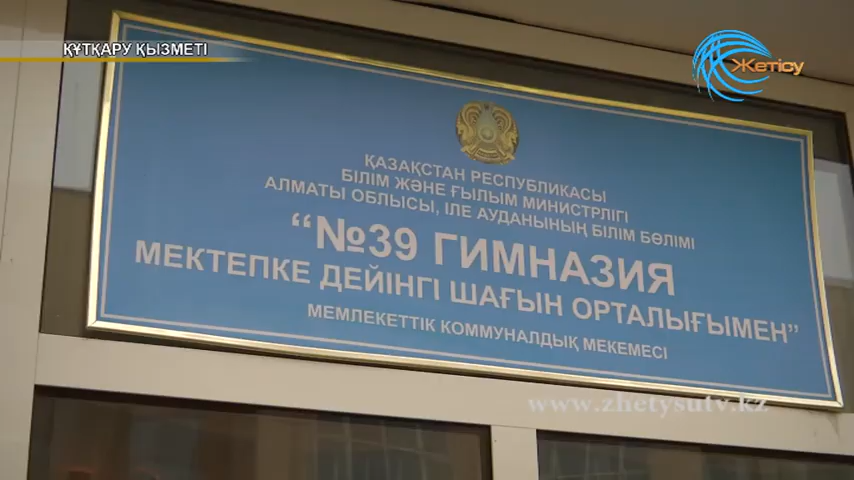 ҚҰТҚАРУ ҚЫЗМЕТІ
Жетісу
ҚАЗАҚСТАН РЕСПУБЛИКАСЫ
БІЛІМ ЖӘНЕ ҒЫЛЫМ МИНИСТРЛІГІ
АЛМАТЫ ОБЛЫСЫ, ІЛЕ АУДАНЫНЫҢ БІЛІМ БӨЛІМІ
“№39 ГИМНАЗИЯ
МЕКТЕПКЕ ДЕЙІНГІ ШАҒЫН ОРТАЛЫҒЫМЕН”
МЕМЛЕКЕТТІК КОММУНАЛДЫҚ МЕКЕМЕСІ
www.zhetysutv.kz